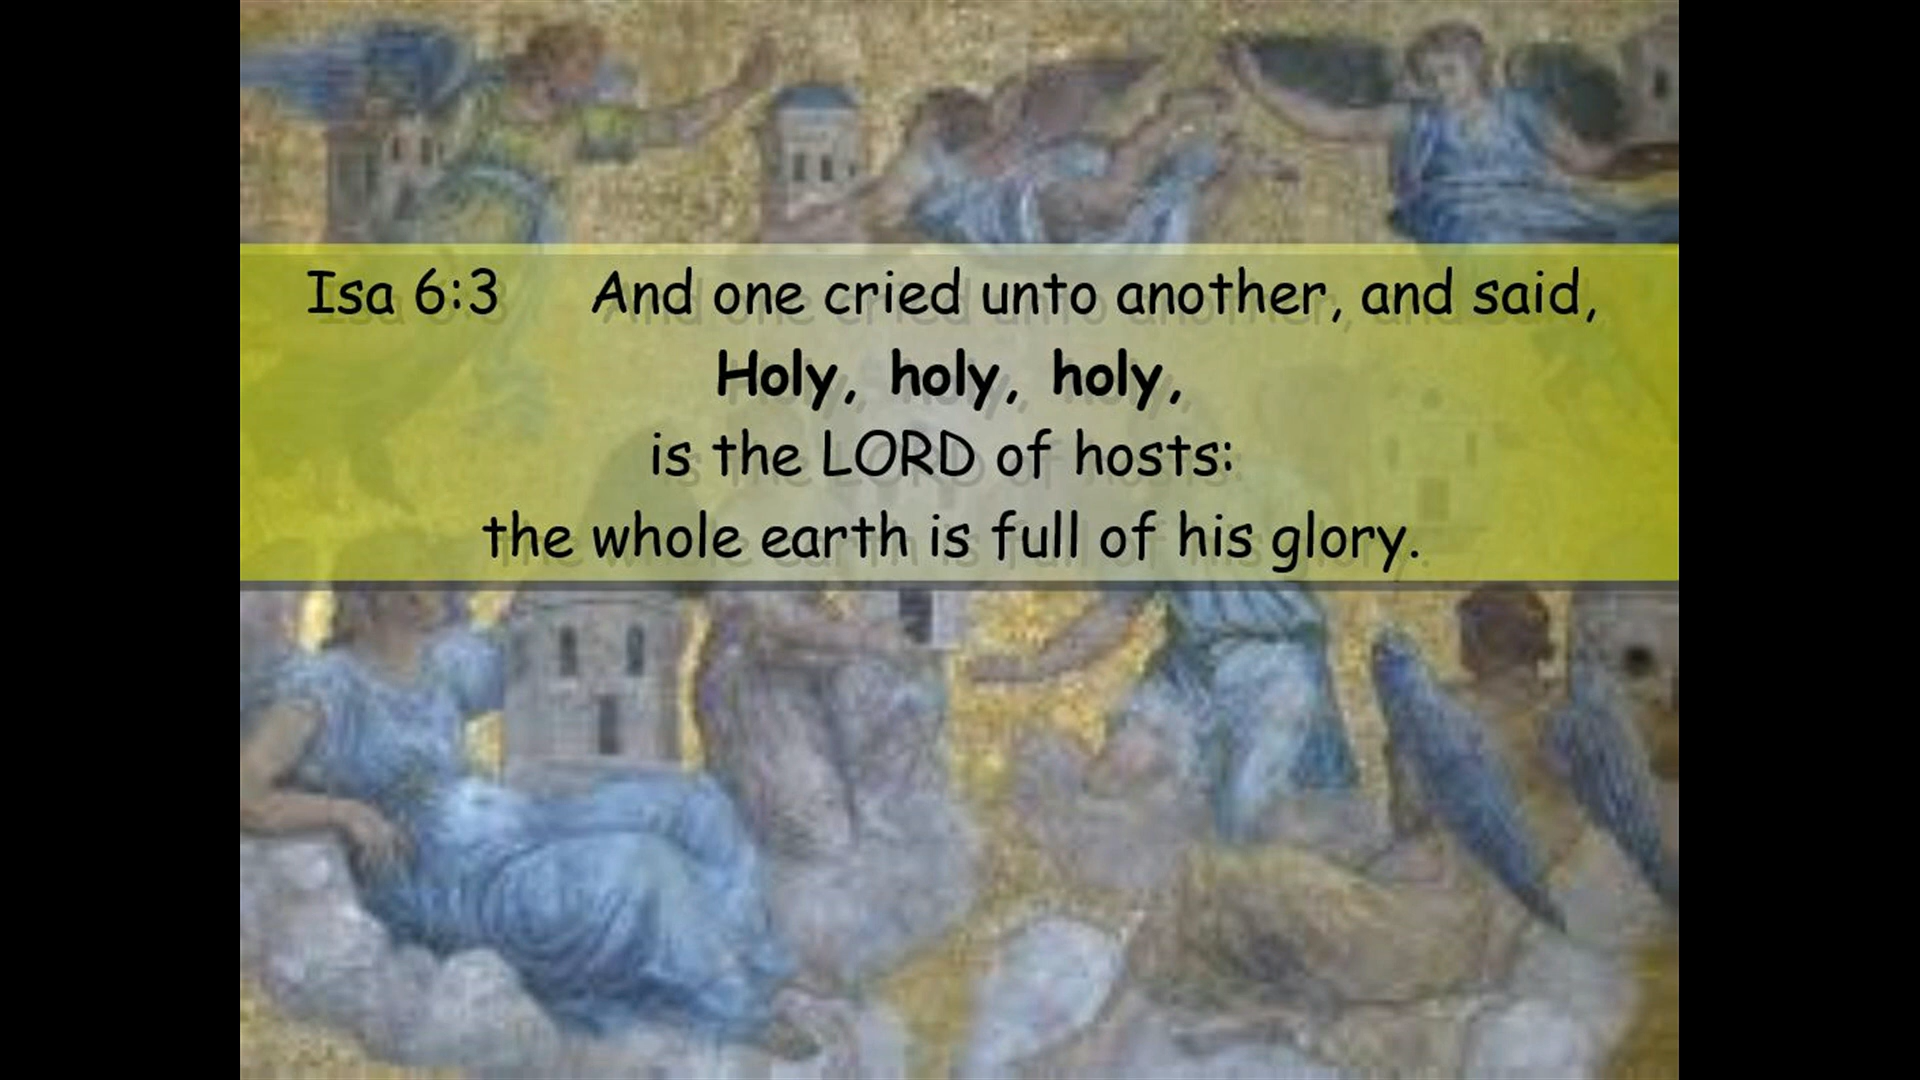 Isa 6:3 And one cried unto another, and said,
Holy, holy, holy,
is the LORD of hosts:
the whole earth is full of his glory.